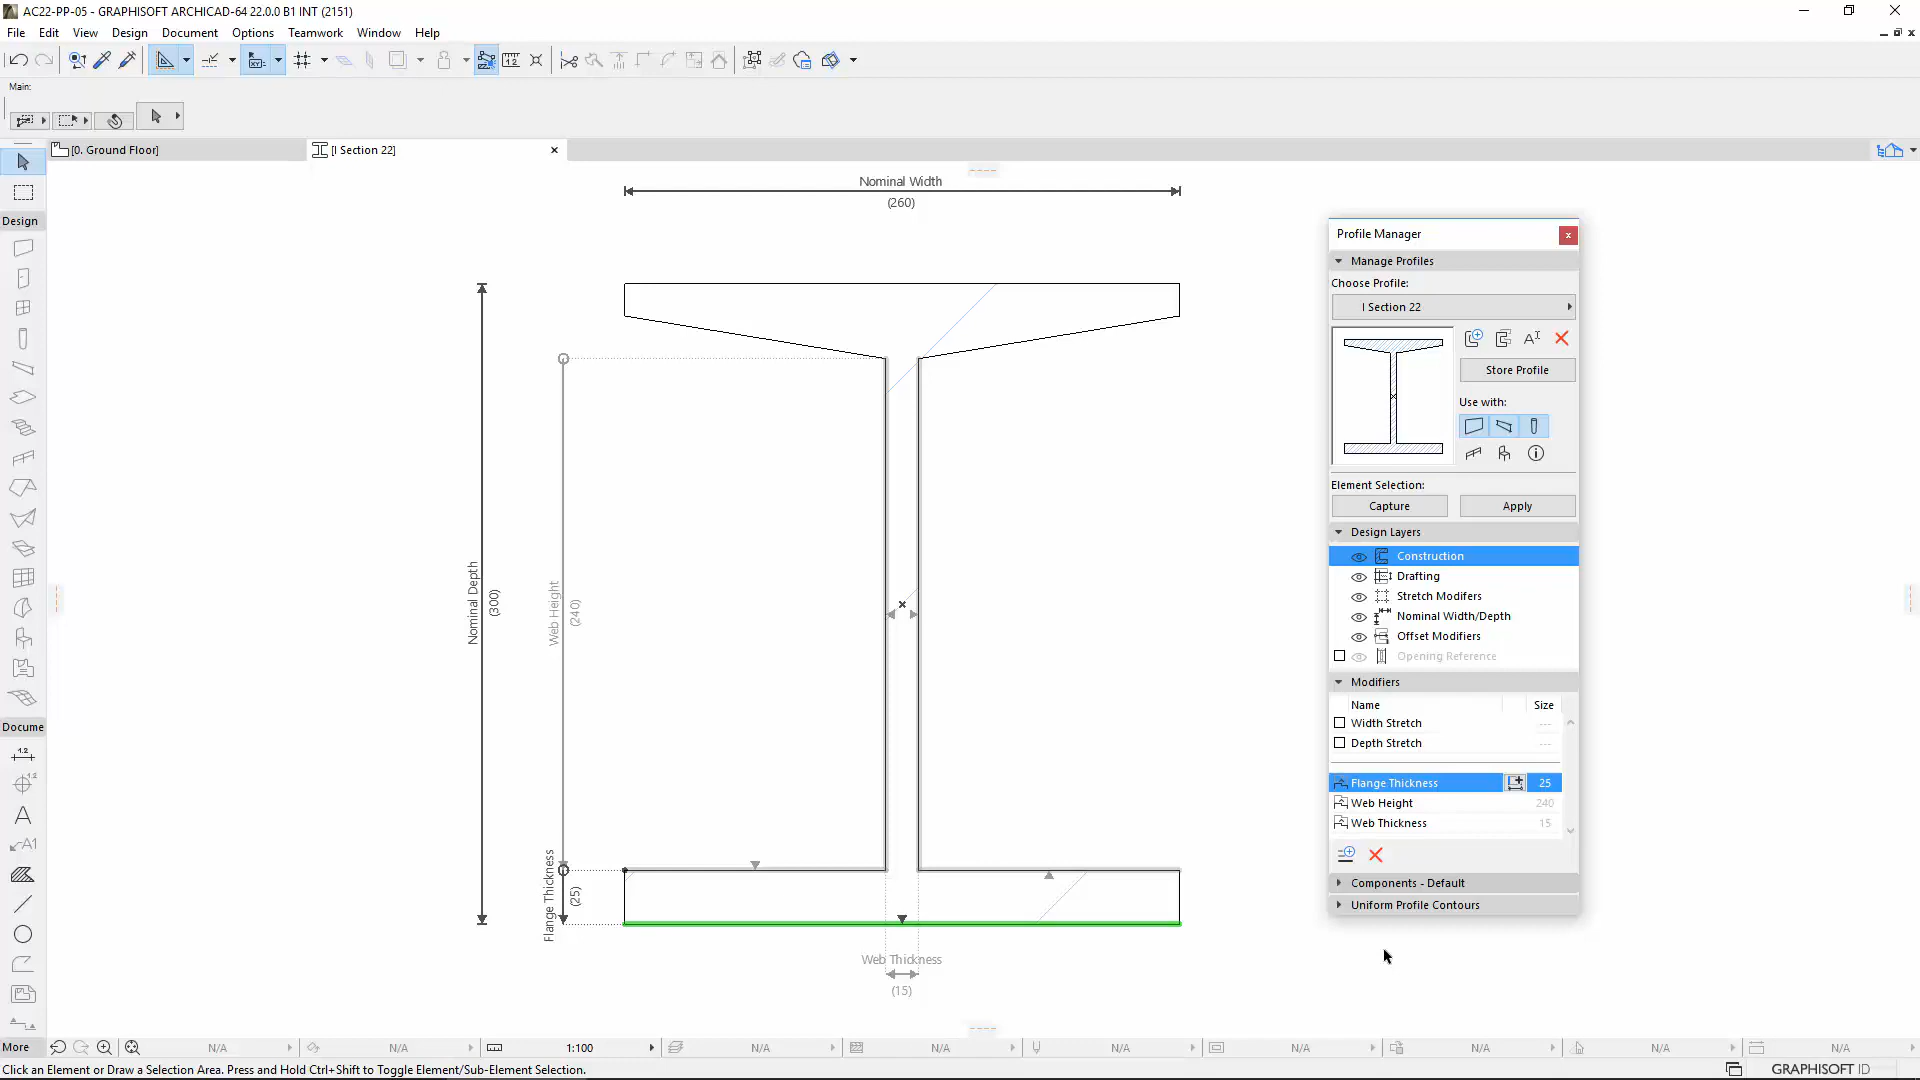 AC22-PP-05 - GRAPHISOFT ARCHICAD-64 22.0.0 B1 INT (2151)
File Edit View Design Document Options Teamwork Window Help
Main:
[0. Ground Floor]
[I Section 22]
Design
Docume
More
Nominal Width
(260)
Nominal Depth
(300)
Web Height
(240)
Flange Thickness
(25)
Web Thickness
(15)
Profile Manager
Manage Profiles
Choose Profile:
I Section 22
Store Profile
Use with:
Element Selection:
Capture Apply
Design Layers
Construction
Drafting
Stretch Modifers
Nominal Width/Depth
Offset Modifiers
Opening Reference
Modifiers
Name Size
Width Stretch ---
Depth Stretch ---
Flange Thickness 25
Web Height 240
Web Thickness 15
Components - Default
Uniform Profile Contours
N/A N/A 1:100 N/A N/A N/A N/A N/A N/A N/A
Click an Element or Draw a Selection Area. Press and Hold Ctrl+Shift to Toggle Element/Sub-Element Selection.
GRAPHISOFT ID